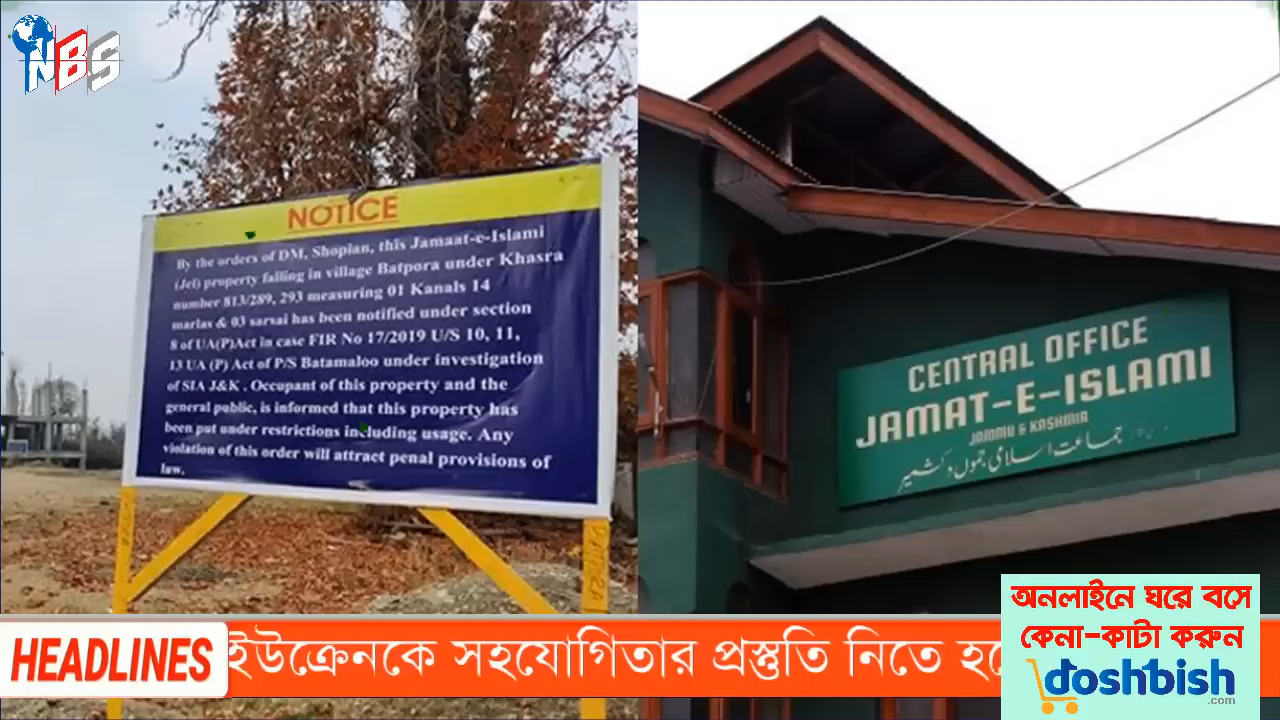 NBS
NOTICE
By the orders of DM, Shopian, this Jamaat-e-Islami
(JeI) property falling in village Batpora under Khasra
number 813/289, 293 measuring 01 Kanals 14
marlas & 03 sarsai has been notified under section
8 of UA(P)Act in case FIR No 17/2019 U/S 10, 11,
13 UA (P) Act of P/S Batamaloo under investigation
of SIA J&K . Occupant of this property and the
general public, is informed that this property has
been put under restrictions including usage. Any
violation of this order will attract penal provisions of
law.
CENTRAL OFFICE
JAMAT-E-ISLAMI
JAMMU & KASHMIR
جماعت اسلامی جموں و کشمیر
HEADLINES
ইউক্রেনকে সহযোগিতার প্রস্তুতি নিতে
অনলাইনে ঘরে বসে
কেনা-কাটা করুন
doshbish
.com